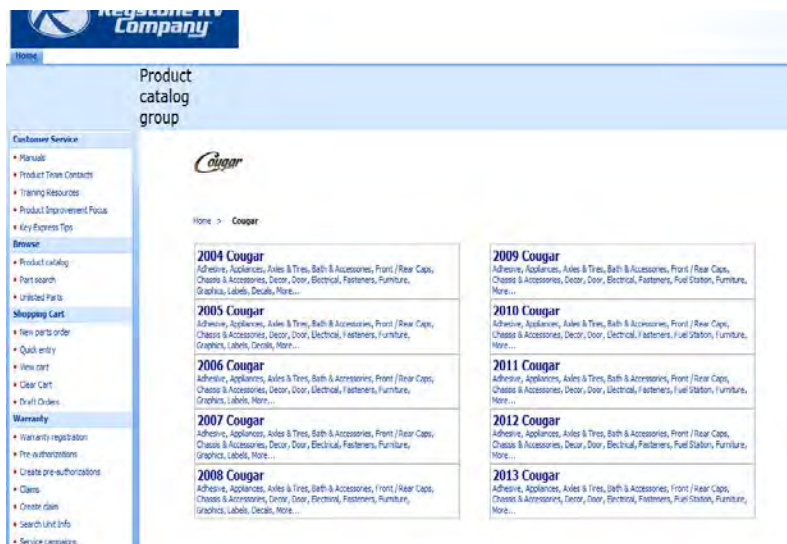 Keystone RV
Company
Home
Product
catalog
group
Customer Service
Manuals
Product Team Contacts
Training Resources
Product Improvement Focus
Key Express Tips
Browse
Product catalog
Part search
Unlisted Parts
Shopping Cart
New parts order
Quick entry
View cart
Clear Cart
Draft Orders
Warranty
Warranty registration
Pre-authorizations
Create pre-authorizations
Claims
Create claim
Search Unit Info
Service campaigns
Cougar
Home > Cougar
2004 Cougar
Adhesive, Appliances, Axles & Tires, Bath & Accessories, Front / Rear Caps,
Chassis & Accessories, Decor, Door, Electrical, Fasteners, Furniture,
Graphics, Labels, Decals, More...
2005 Cougar
Adhesive, Appliances, Axles & Tires, Bath & Accessories, Front / Rear Caps,
Chassis & Accessories, Decor, Door, Electrical, Fasteners, Furniture,
Graphics, Labels, Decals, More...
2006 Cougar
Adhesive, Appliances, Axles & Tires, Bath & Accessories, Front / Rear Caps,
Chassis & Accessories, Decor, Door, Electrical, Fasteners, Furniture,
Graphics, Labels, More...
2007 Cougar
Adhesive, Appliances, Axles & Tires, Bath & Accessories, Front / Rear Caps,
Chassis & Accessories, Decor, Door, Electrical, Fasteners, Furniture,
Graphics, Labels, More...
2008 Cougar
Adhesive, Appliances, Axles & Tires, Bath & Accessories, Front / Rear Caps,
Chassis & Accessories, Decor, Door, Electrical, Fasteners, Furniture,
Graphics, Labels, Decals, More...
2009 Cougar
Adhesive, Appliances, Axles & Tires, Bath & Accessories, Front / Rear Caps,
Chassis & Accessories, Decor, Door, Electrical, Fasteners, Fuel Station, Furniture,
More...
2010 Cougar
Adhesive, Appliances, Axles & Tires, Bath & Accessories, Front / Rear Caps,
Chassis & Accessories, Decor, Door, Electrical, Fasteners, Fuel Station, Furniture,
More...
2011 Cougar
Adhesive, Appliances, Axles & Tires, Bath & Accessories, Front / Rear Caps,
Chassis & Accessories, Decor, Door, Electrical, Fasteners, Fuel Station, Furniture,
More...
2012 Cougar
Adhesive, Appliances, Axles & Tires, Bath & Accessories, Front / Rear Caps,
Chassis & Accessories, Decor, Door, Electrical, Fasteners, Fuel Station, Furniture,
More...
2013 Cougar
Adhesive, Appliances, Axles & Tires, Bath & Accessories, Front / Rear Caps,
Chassis & Accessories, Decor, Door, Electrical, Fasteners, Fuel Station, Furniture,
More...